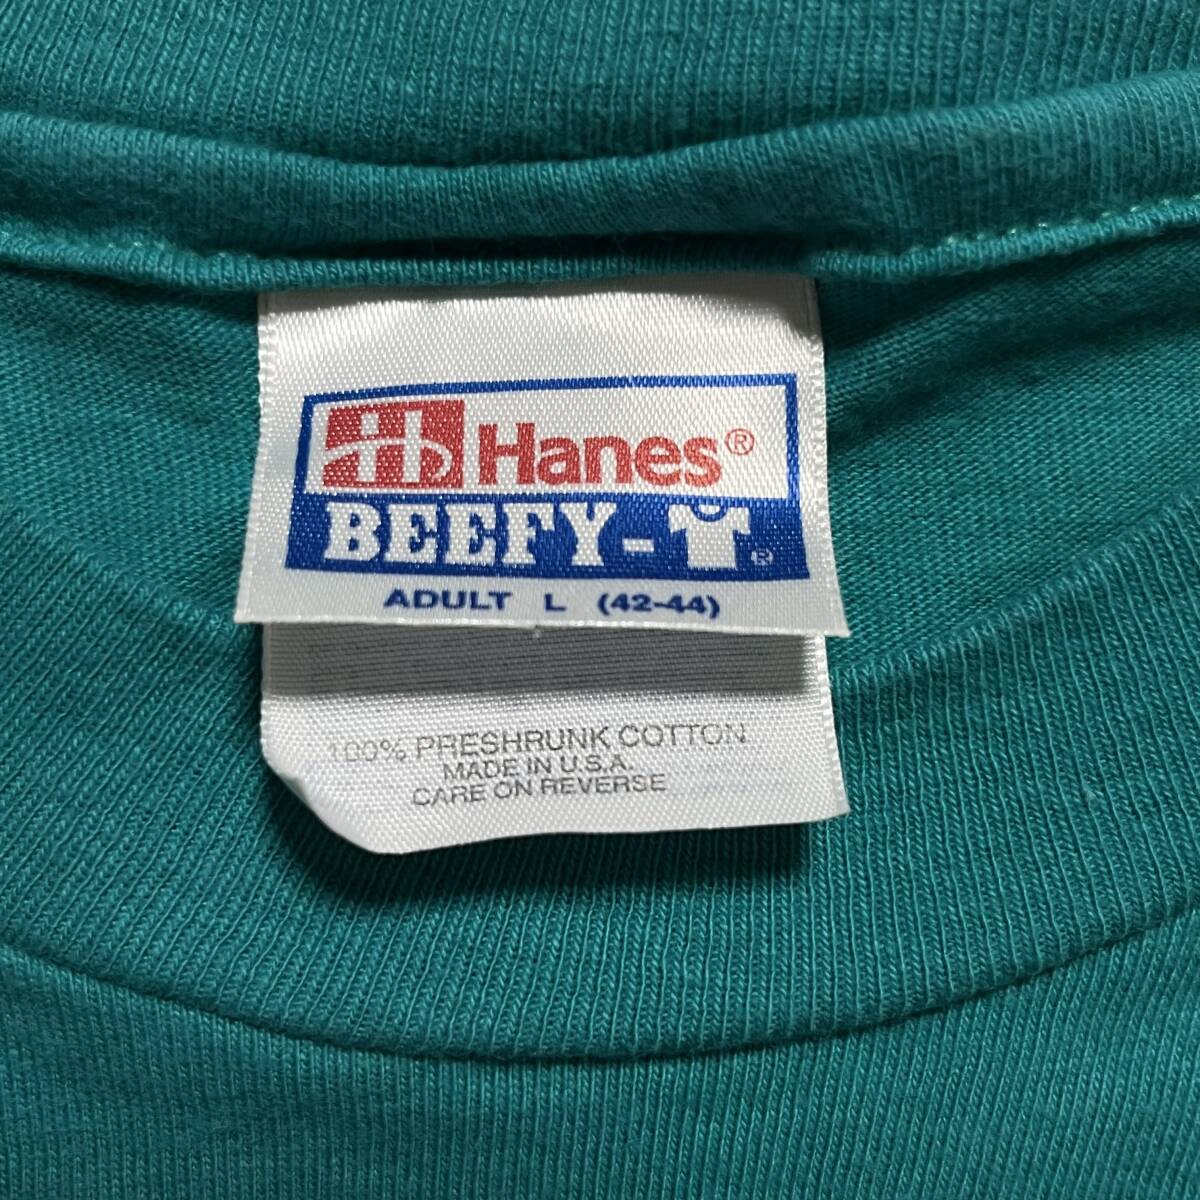 Hanes®
BEEFY-T®
ADULT L (42-44)
100% PRESHRUNK COTTON
MADE IN U.S.A.
CARE ON REVERSE